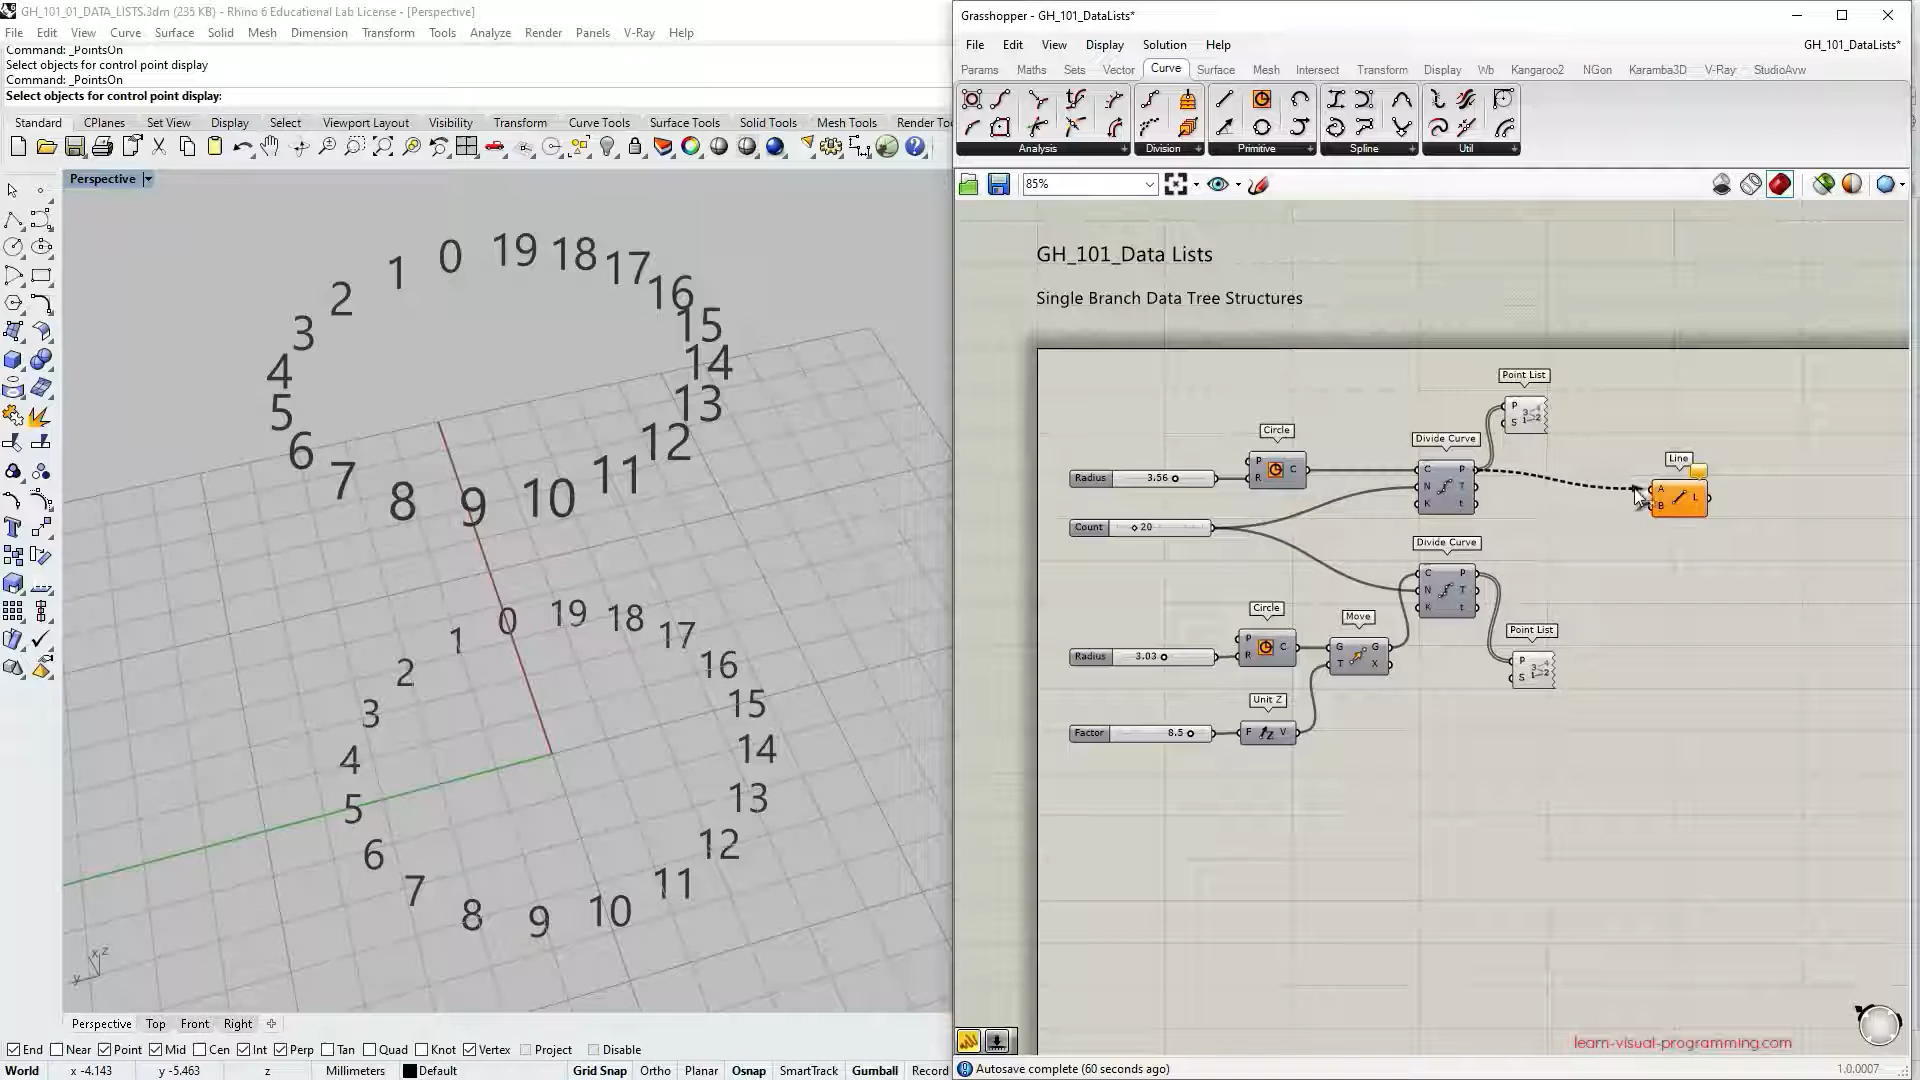 GH_101_01_DATA_LISTS.3dm (235 KB) - Rhino 6 Educational Lab License - [Perspective]
File Edit View Curve Surface Solid Mesh Dimension Transform Tools Analyze Render Panels V-Ray Help
Command: _PointsOn
Select objects for control point display
Command: _PointsOn
Select objects for control point display:
Standard CPlanes Set View Display Select Viewport Layout Visibility Transform Curve Tools Surface Tools Solid Tools Mesh Tools Render To
Perspective
0 19 18 17 16 15 14 13 12 11 10 9 8 7 6 5 4 3 2 1
0 19 18 17 16 15 14 13 12 11 10 9 8 7 6 5 4 3 2 1
z
x
y
Perspective Top Front Right
End Near Point Mid Cen Int Perp Tan Quad Knot Vertex Project Disable
World x -4.143 y -5.463 z Millimeters Default Grid Snap Ortho Planar Osnap SmartTrack Gumball Record
Grasshopper - GH_101_DataLists*
File Edit View Display Solution Help GH_101_DataLists*
Params Maths Sets Vector Curve Surface Mesh Intersect Transform Display Wb Kangaroo2 NGon Karamba3D V-Ray StudioAvw
Analysis Division Primitive Spline Util
85%
GH_101_Data Lists
Single Branch Data Tree Structures
Point List
P
S
Circle
P
R C
Divide Curve
C P
N T
K t
Line
A
B L
Radius 3.56
Count 20
Divide Curve
C P
N T
K t
Circle
P
R C
Move
G G
T X
Point List
P
S
Radius 3.03
Unit Z
F Z V
Factor 8.5
learn-visual-programming.com
Autosave complete (60 seconds ago) 1.0.0007